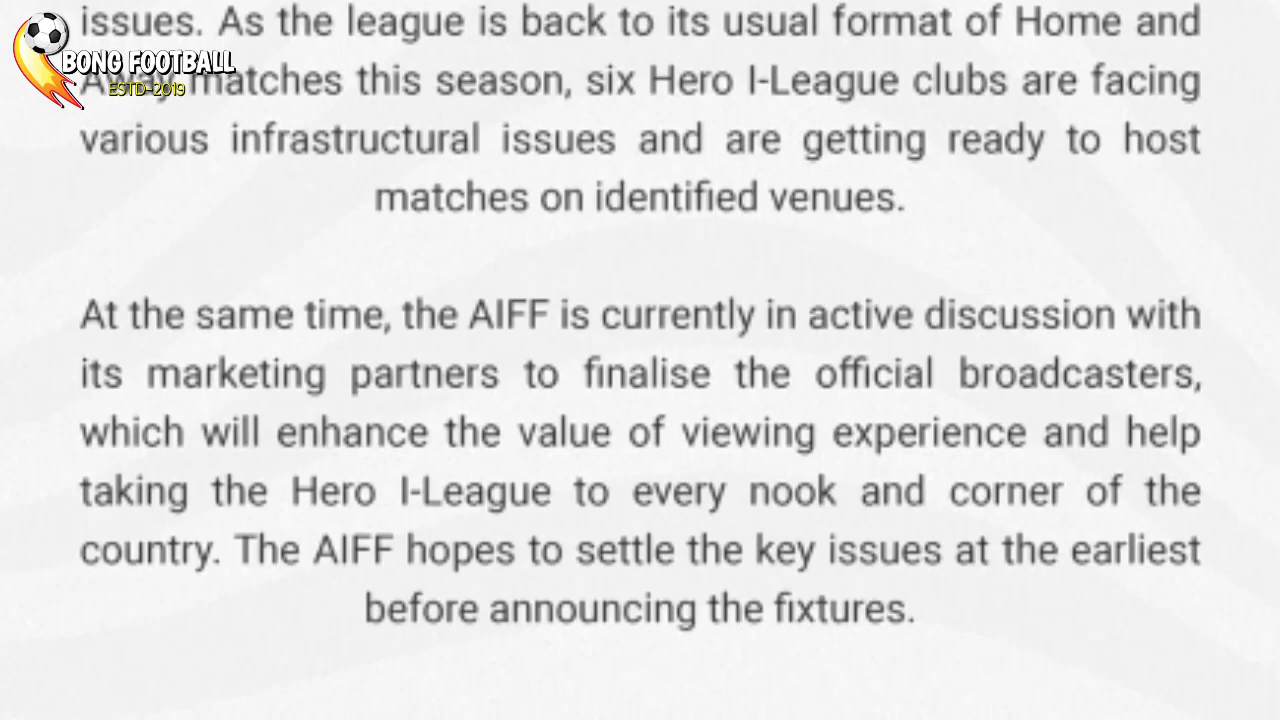 issues. As the league is back to its usual format of Home and
BONG FOOTBALL
ESTD-2019
Away matches this season, six Hero I-League clubs are facing
various infrastructural issues and are getting ready to host
matches on identified venues.
At the same time, the AIFF is currently in active discussion with
its marketing partners to finalise the official broadcasters,
which will enhance the value of viewing experience and help
taking the Hero I-League to every nook and corner of the
country. The AIFF hopes to settle the key issues at the earliest
before announcing the fixtures.